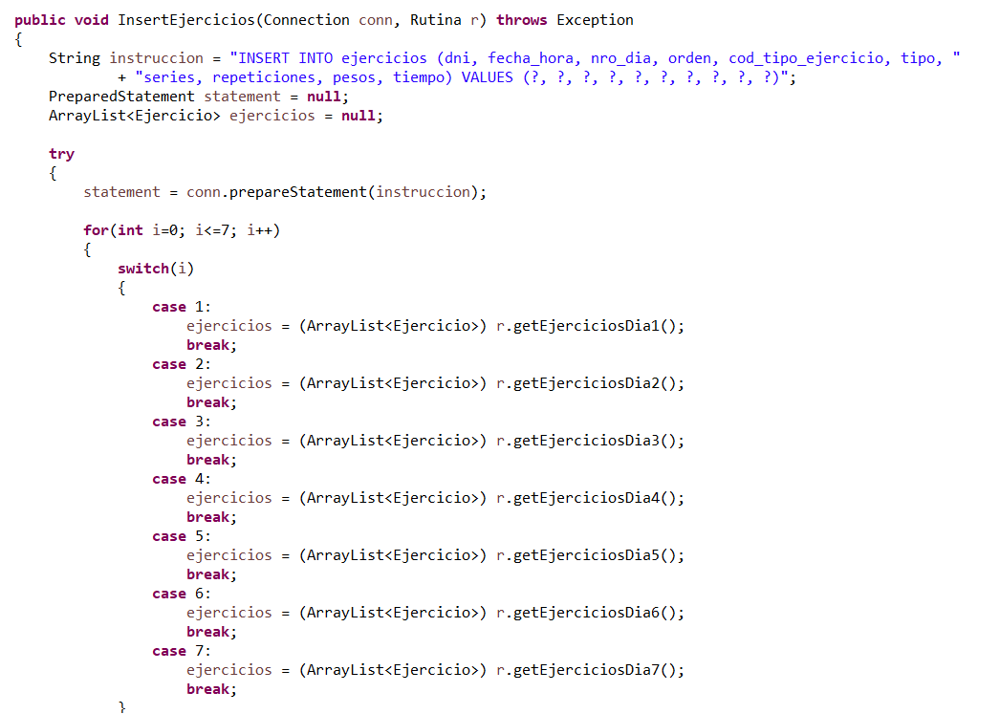 public void InsertEjercicios(Connection conn, Rutina r) throws Exception
{
String instruccion = "INSERT INTO ejercicios (dni, fecha_hora, nro_dia, orden, cod_tipo_ejercicio, tipo, "
+ "series, repeticiones, pesos, tiempo) VALUES (?, ?, ?, ?, ?, ?, ?, ?, ?, ?)";
PreparedStatement statement = null;
ArrayList<Ejercicio> ejercicios = null;
try
{
statement = conn.prepareStatement(instruccion);
for(int i=0; i<=7; i++)
{
switch(i)
{
case 1:
ejercicios = (ArrayList<Ejercicio>) r.getEjerciciosDia1();
break;
case 2:
ejercicios = (ArrayList<Ejercicio>) r.getEjerciciosDia2();
break;
case 3:
ejercicios = (ArrayList<Ejercicio>) r.getEjerciciosDia3();
break;
case 4:
ejercicios = (ArrayList<Ejercicio>) r.getEjerciciosDia4();
break;
case 5:
ejercicios = (ArrayList<Ejercicio>) r.getEjerciciosDia5();
break;
case 6:
ejercicios = (ArrayList<Ejercicio>) r.getEjerciciosDia6();
break;
case 7:
ejercicios = (ArrayList<Ejercicio>) r.getEjerciciosDia7();
break;
}